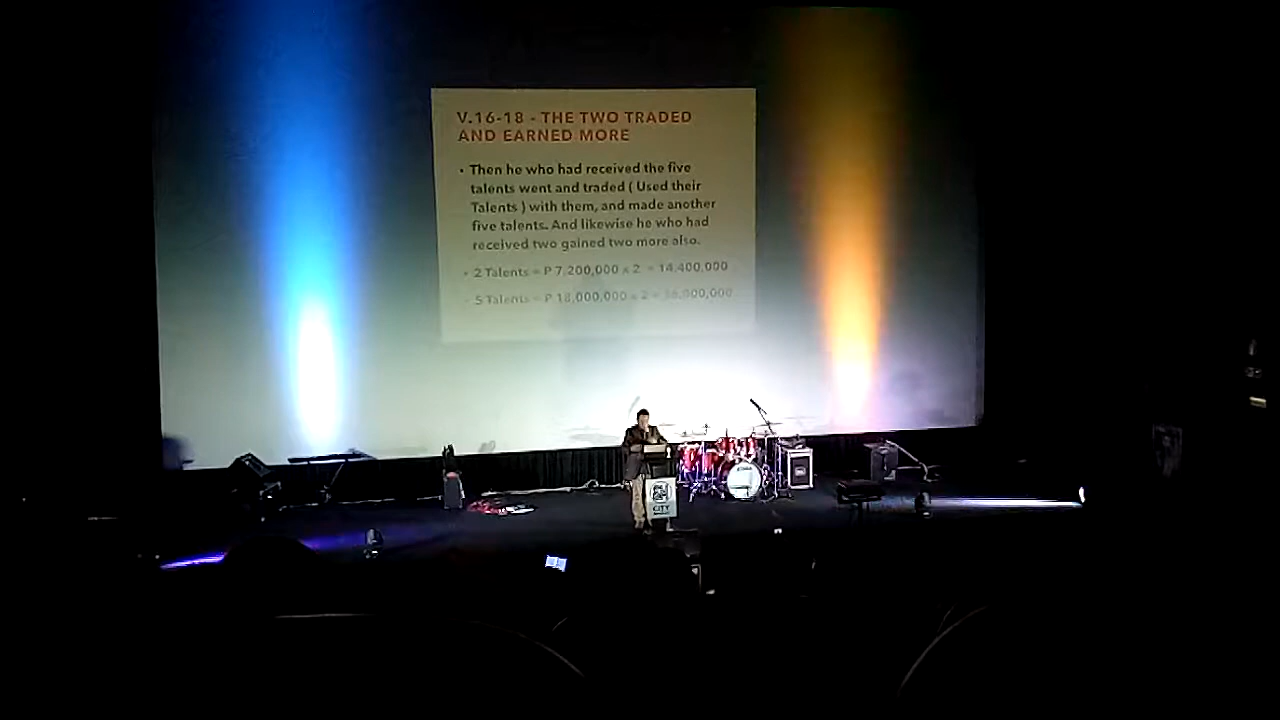 V.16-18 - THE TWO TRADED
AND EARNED MORE
• Then he who had received the five
talents went and traded ( Used their
Talents ) with them, and made another
five talents. And likewise he who had
received two gained two more also.
• 2 Talents = P 7,200,000 x 2 = 14,400,000
• 5 Talents = P 18,000,000 x 2 = 36,000,000